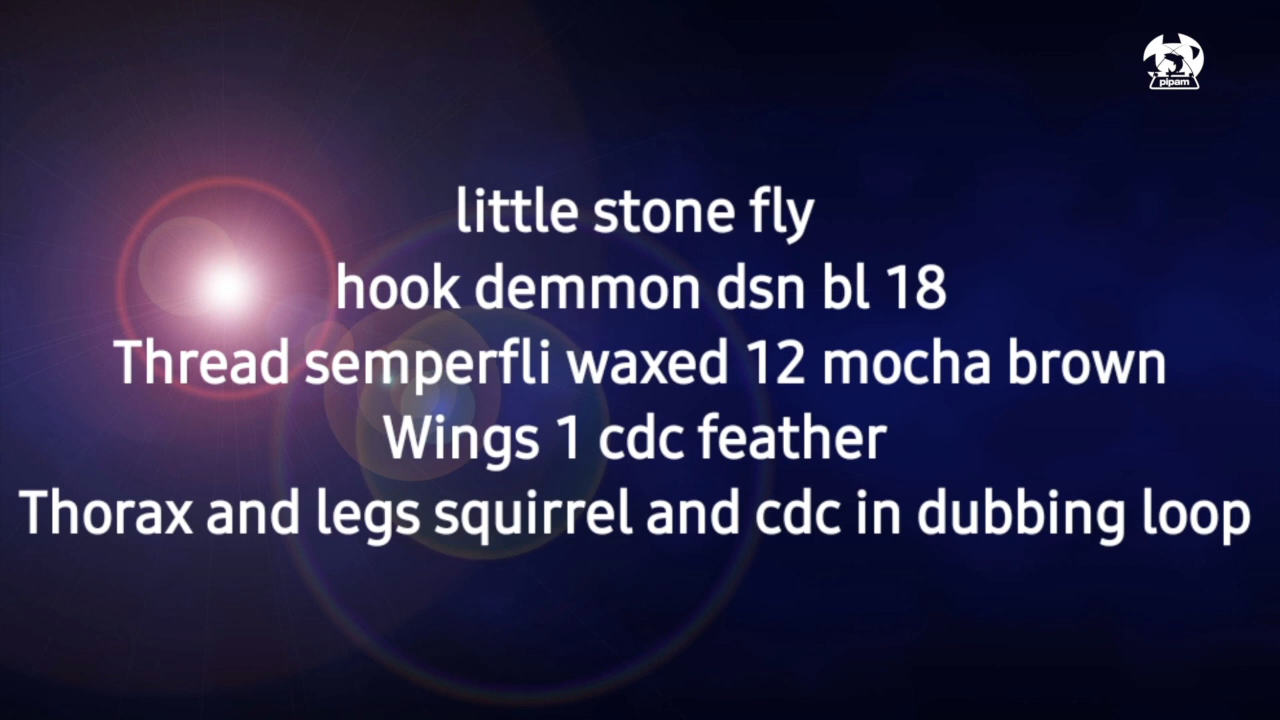 pipam
little stone fly
hook demmon dsn bl 18
Thread semperfli waxed 12 mocha brown
Wings 1 cdc feather
Thorax and legs squirrel and cdc in dubbing loop